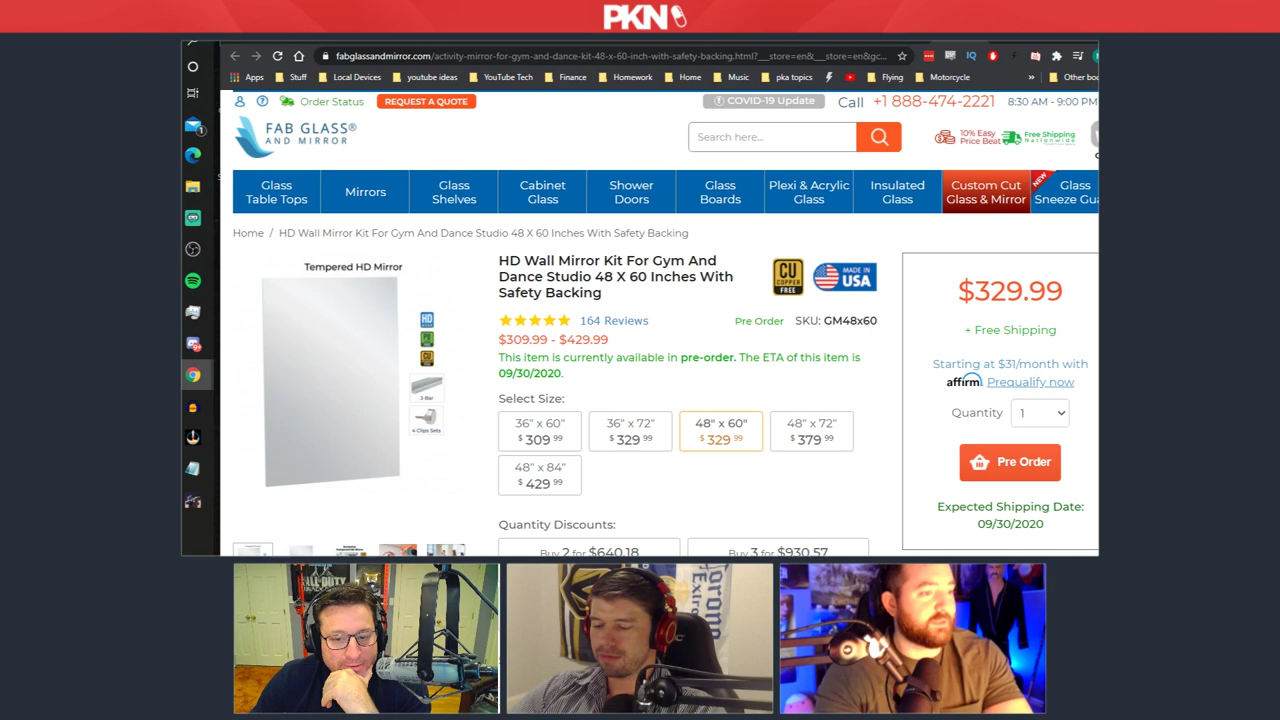 PKN
fabglassandmirror.com/activity-mirror-for-gym-and-dance-kit-48-x-60-inch-with-safety-backing.html?___store=en&___store=en&gc...
Apps Stuff Local Devices youtube ideas YouTube Tech Finance Homework Home Music pka topics Flying Motorcycle » Other boo
Order Status REQUEST A QUOTE COVID-19 Update Call +1 888-474-2221 8:30 AM - 9:00 PM
FAB GLASS®
AND MIRROR
Search here...
10% Easy
Price Beat
Free Shipping
Nationwide
Glass
Table Tops
Mirrors
Glass
Shelves
Cabinet
Glass
Shower
Doors
Glass
Boards
Plexi & Acrylic
Glass
Insulated
Glass
Custom Cut
Glass & Mirror
NEW
Glass
Sneeze Gua
Home / HD Wall Mirror Kit For Gym And Dance Studio 48 X 60 Inches With Safety Backing
Tempered HD Mirror
HD
CU
3-Bar
4 Clips Sets
HD Wall Mirror Kit For Gym And
Dance Studio 48 X 60 Inches With
Safety Backing
CU
COPPER
FREE
MADE IN
USA
164 Reviews
Pre Order SKU: GM48x60
$309.99 - $429.99
This item is currently available in pre-order. The ETA of this item is
09/30/2020.
Select Size:
36" x 60"
$ 309 99
36" x 72"
$ 329 99
48" x 60"
$ 329 99
48" x 72"
$ 379 99
48" x 84"
$ 429 99
Quantity Discounts:
Buy 2 for $640.18
Buy 3 for $930.57
$329.99
+ Free Shipping
Starting at $31/month with
affirm Prequalify now
Quantity 1
Pre Order
Expected Shipping Date:
09/30/2020
CALL OF DUTY
Corona
Extra